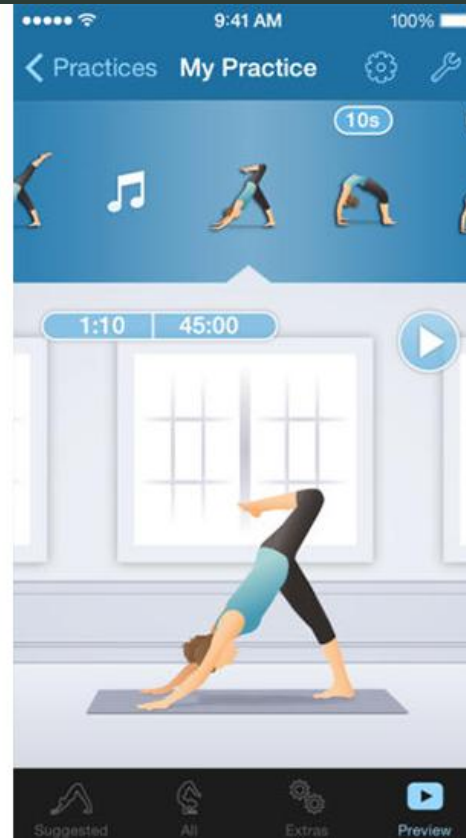 9:41 AM 100%
Practices My Practice
10s
1:10 45:00
Suggested All Extras Preview